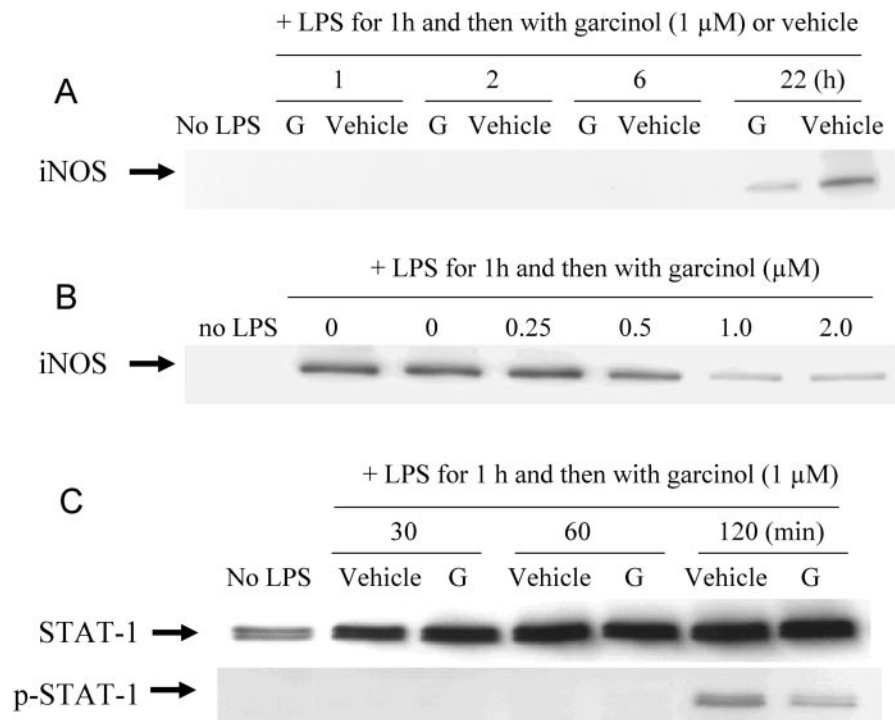 + LPS for 1h and then with garcinol (1 µM) or vehicle
A
1 2 6 22 (h)
No LPS G Vehicle G Vehicle G Vehicle G Vehicle
iNOS
+ LPS for 1h and then with garcinol (µM)
B
no LPS 0 0 0.25 0.5 1.0 2.0
iNOS
+ LPS for 1 h and then with garcinol (1 µM)
C
30 60 120 (min)
No LPS Vehicle G Vehicle G Vehicle G
STAT-1
p-STAT-1